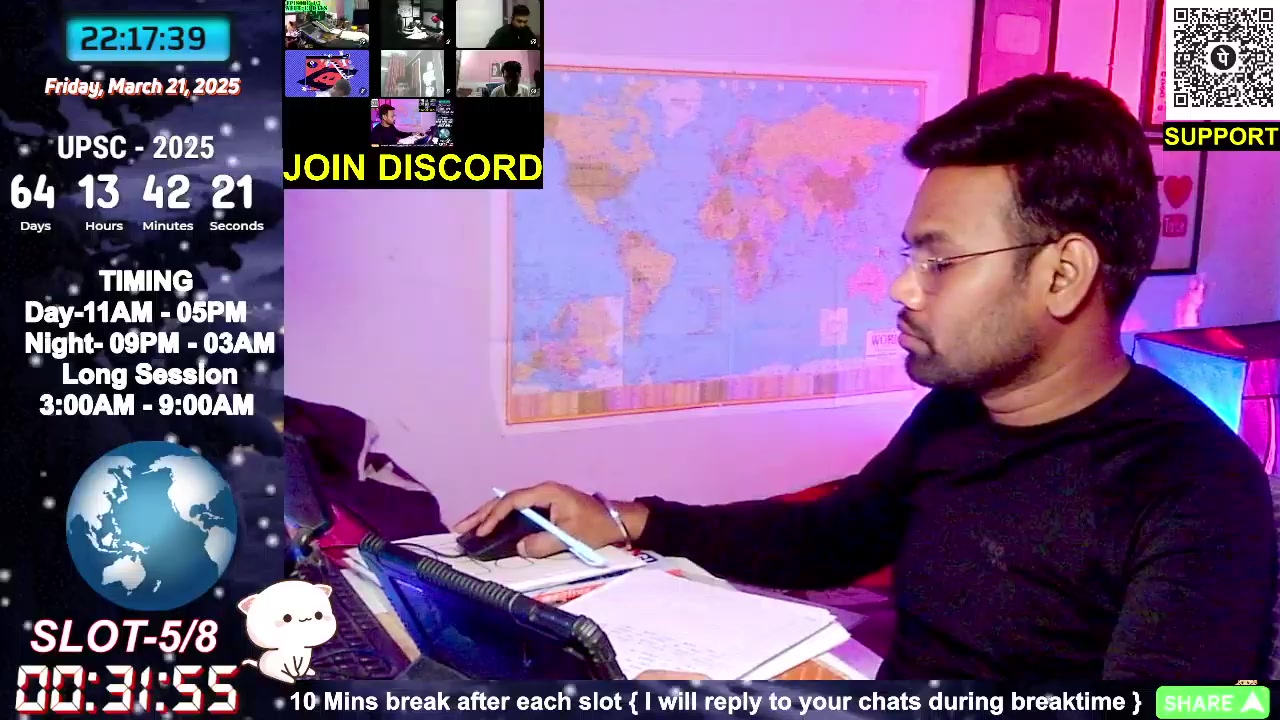 22:17:39
Friday, March 21, 2025
UPSC - 2025
64 13 42 21
Days Hours Minutes Seconds
TIMING
Day-11AM - 05PM
Night- 09PM - 03AM
Long Session
3:00AM - 9:00AM
SLOT-5/8
00:31:55
JOIN DISCORD
SUPPORT
10 Mins break after each slot { I will reply to your chats during breaktime }
SHARE